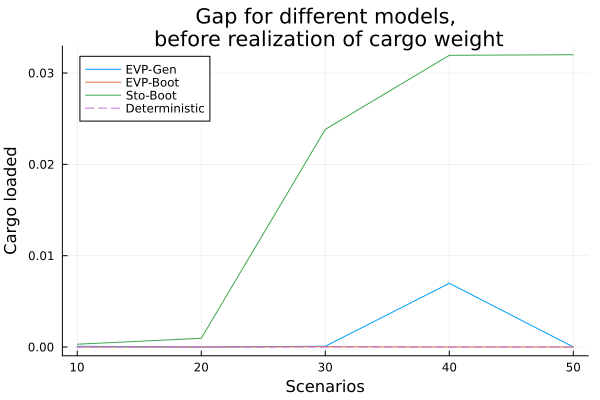 Gap for different models,
before realization of cargo weight
EVP-Gen
EVP-Boot
Sto-Boot
Deterministic
Cargo loaded
0.03
0.02
0.01
0.00
10 20 30 40 50
Scenarios